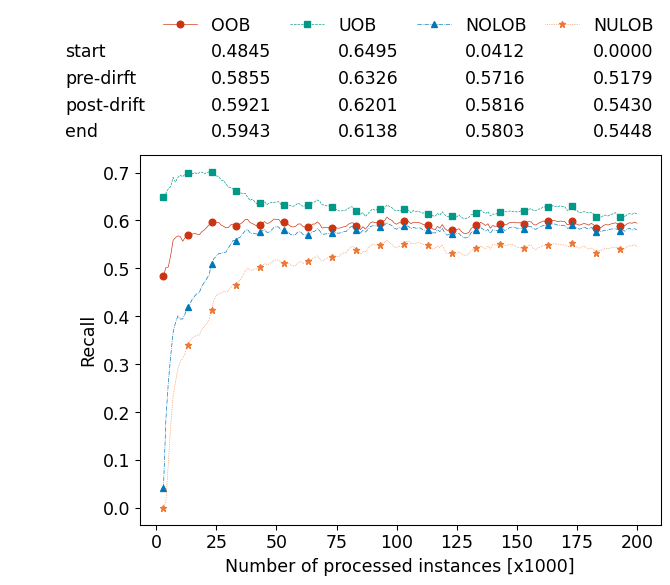 OOB UOB NOLOB NULOB
start 0.4845 0.6495 0.0412 0.0000
pre-dirft 0.5855 0.6326 0.5716 0.5179
post-drift 0.5921 0.6201 0.5816 0.5430
end 0.5943 0.6138 0.5803 0.5448
0.7
0.6
0.5
0.4
0.3
0.2
0.1
0.0
Recall
0 25 50 75 100 125 150 175 200
Number of processed instances [x1000]